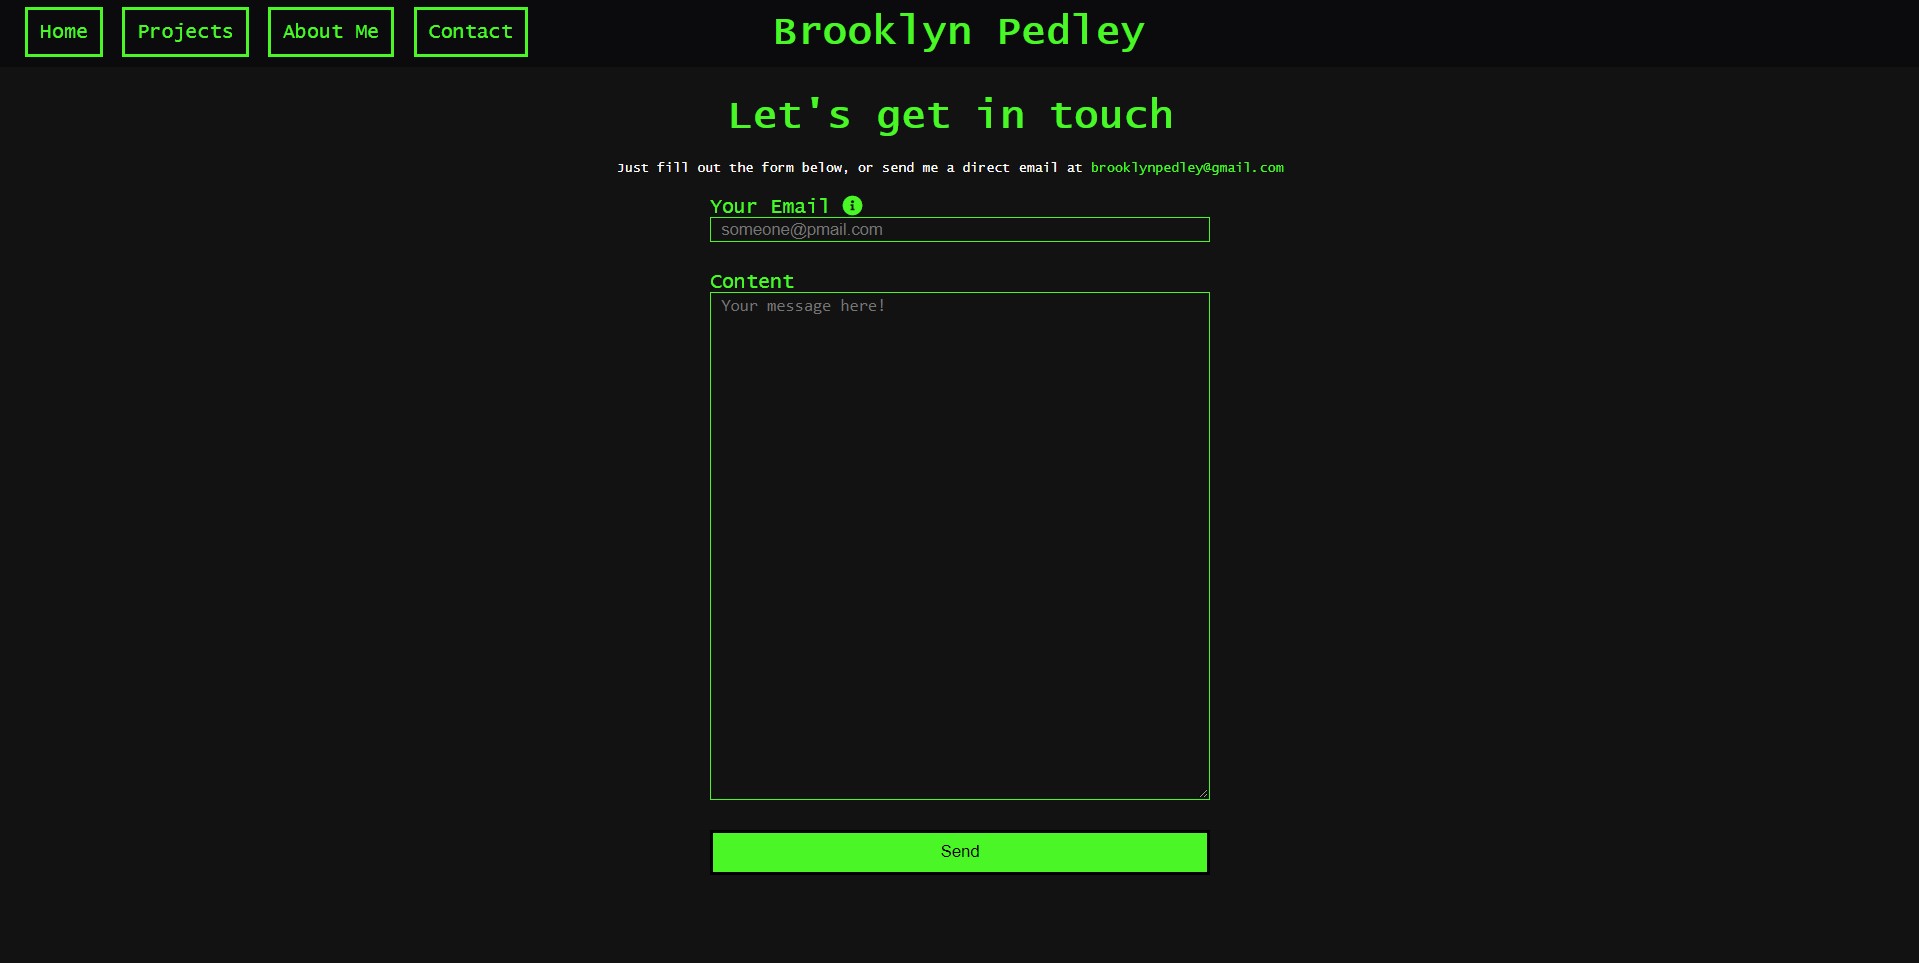 Home Projects About Me Contact Brooklyn Pedley
Let's get in touch
Just fill out the form below, or send me a direct email at brooklynpedley@gmail.com
Your Email
someone@pmail.com
Content
Your message here!
Send